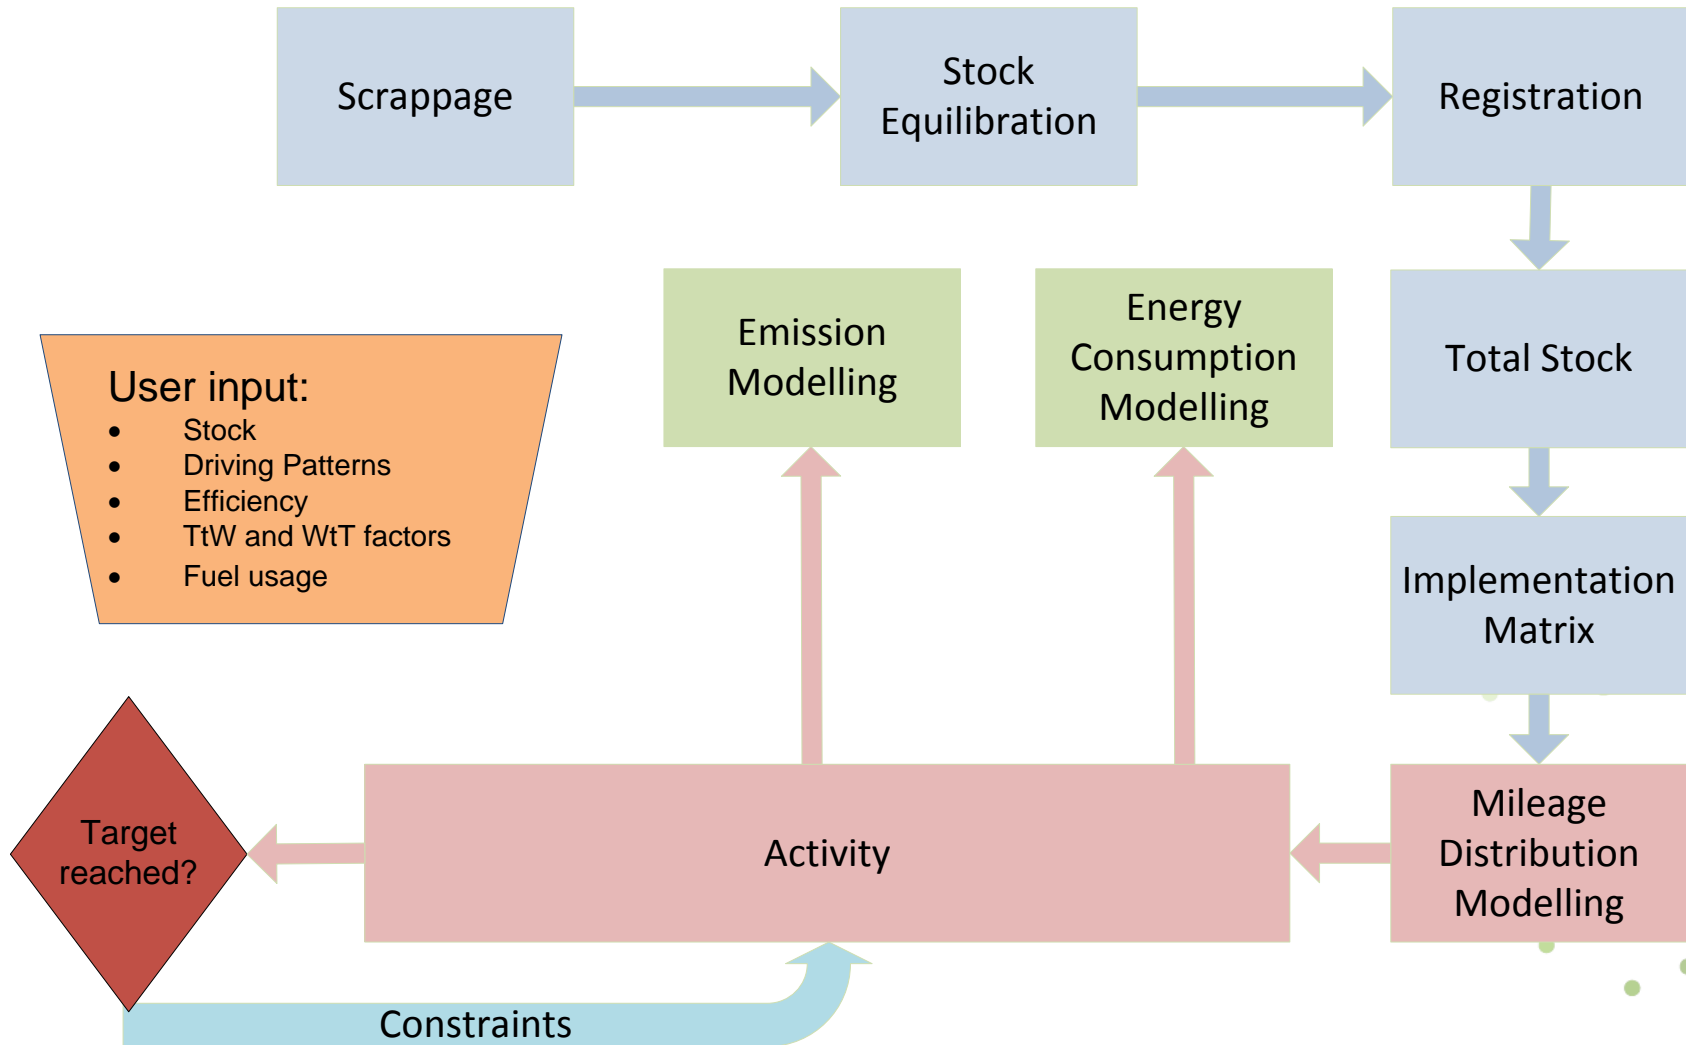 Scrappage
Stock
Equilibration
Registration
Emission
Modelling
Energy
Consumption
Modelling
Total Stock
User input:
• Stock
• Driving Patterns
• Efficiency
• TtW and WtT factors
• Fuel usage
Implementation
Matrix
Target
reached?
Activity
Mileage
Distribution
Modelling
Constraints